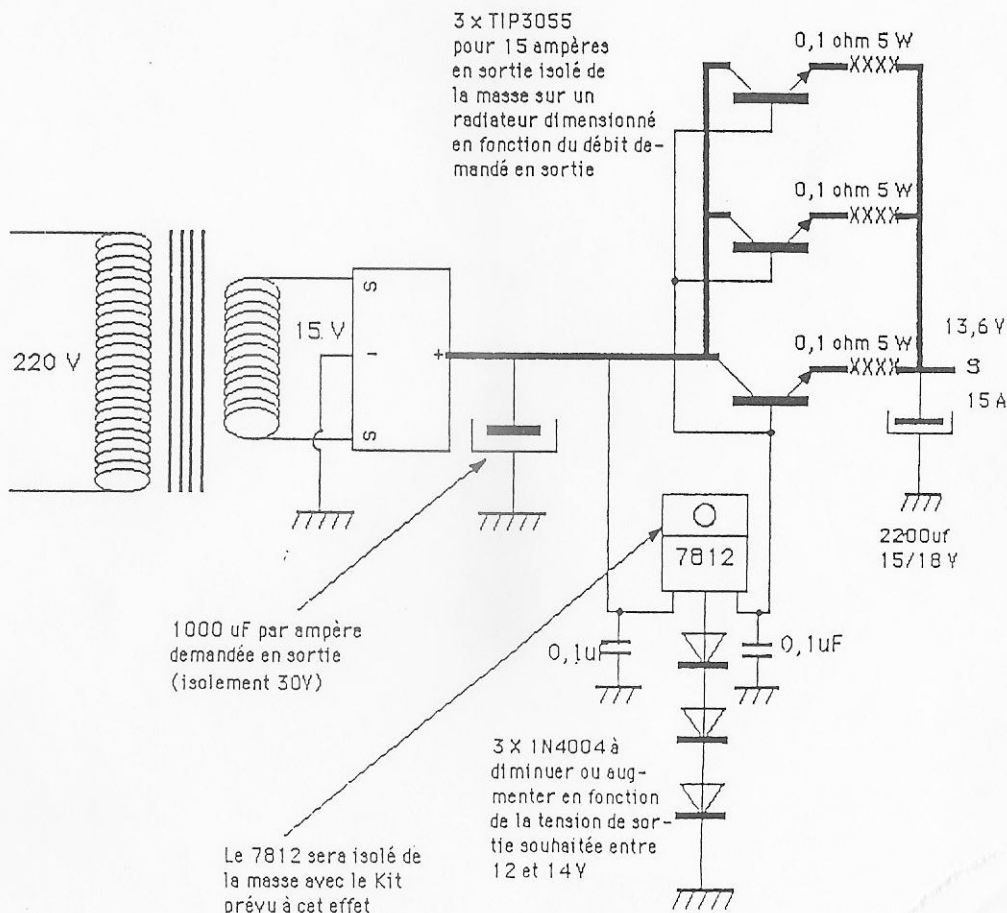 3 x TIP3055
pour 15 ampères
en sortie isolé de
la masse sur un
radiateur dimensionné
en fonction du débit de-
mandé en sortie
0,1 ohm 5 W
XXXX
0,1 ohm 5 W
XXXX
0,1 ohm 5 W
XXXX
13,6 V
S
15 A
220 V
15 V
S
I
+
S
7812
2200uf
15/18 V
0,1uF
0,1uF
1000 uF par ampère
demandée en sortie
(isolement 30V)
3 X 1N4004 à
diminuer ou aug-
menter en fonction
de la tension de sor-
tie souhaitée entre
12 et 14V
Le 7812 sera isolé de
la masse avec le Kit
prévu à cet effet